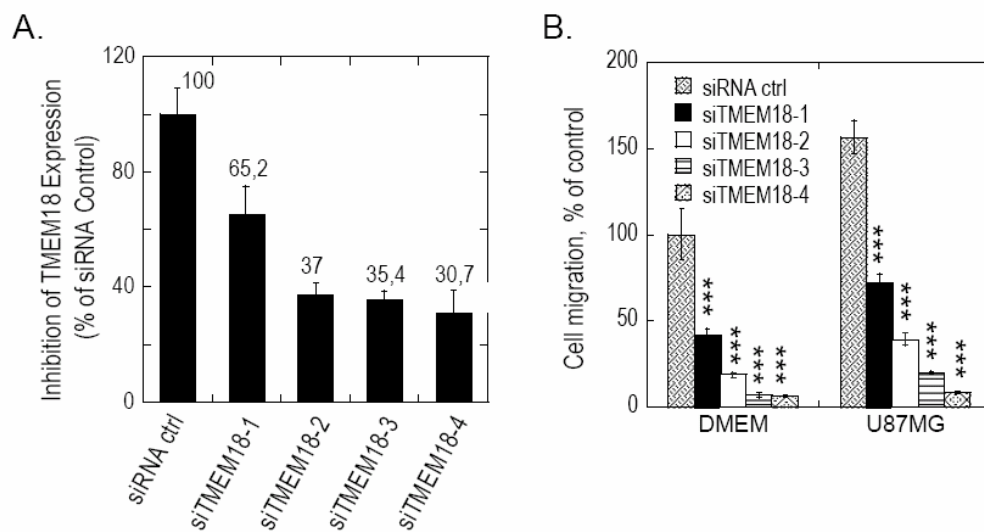 A.
Inhibition of TMEM18 Expression
(% of siRNA Control)
120
80
40
0
100
65,2
37
35,4
30,7
siRNA ctrl
siTMEM18-1
siTMEM18-2
siTMEM18-3
siTMEM18-4
B.
Cell migration, % of control
200
150
100
50
0
siRNA ctrl
siTMEM18-1
siTMEM18-2
siTMEM18-3
siTMEM18-4
***
***
***
***
***
***
***
***
DMEM
U87MG